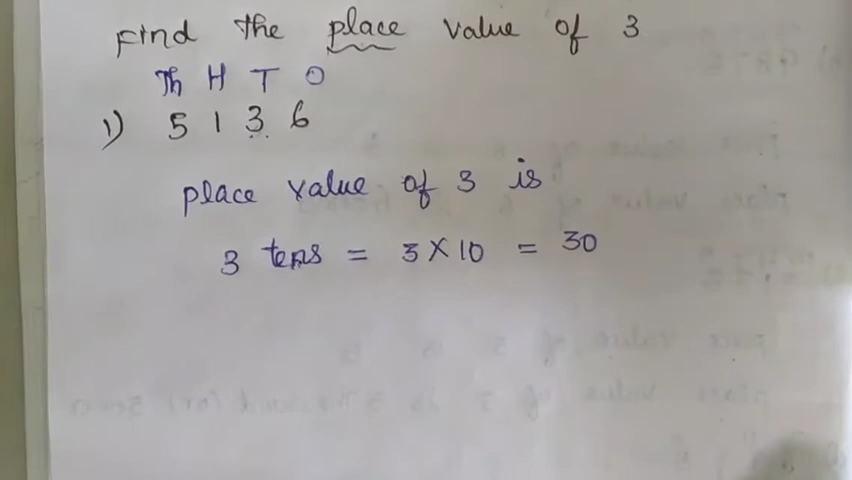 Find the place value of 3
Th H T O
1) 5 1 3 6
place value of 3 is
3 tens = 3 X 10 = 30